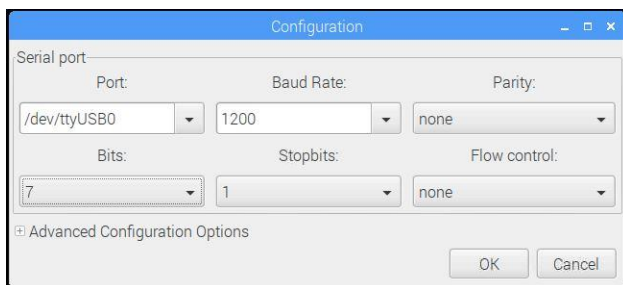 Configuration
Serial port
Port: Baud Rate: Parity:
/dev/ttyUSB0 1200 none
Bits: Stopbits: Flow control:
7 1 none
Advanced Configuration Options
OK Cancel